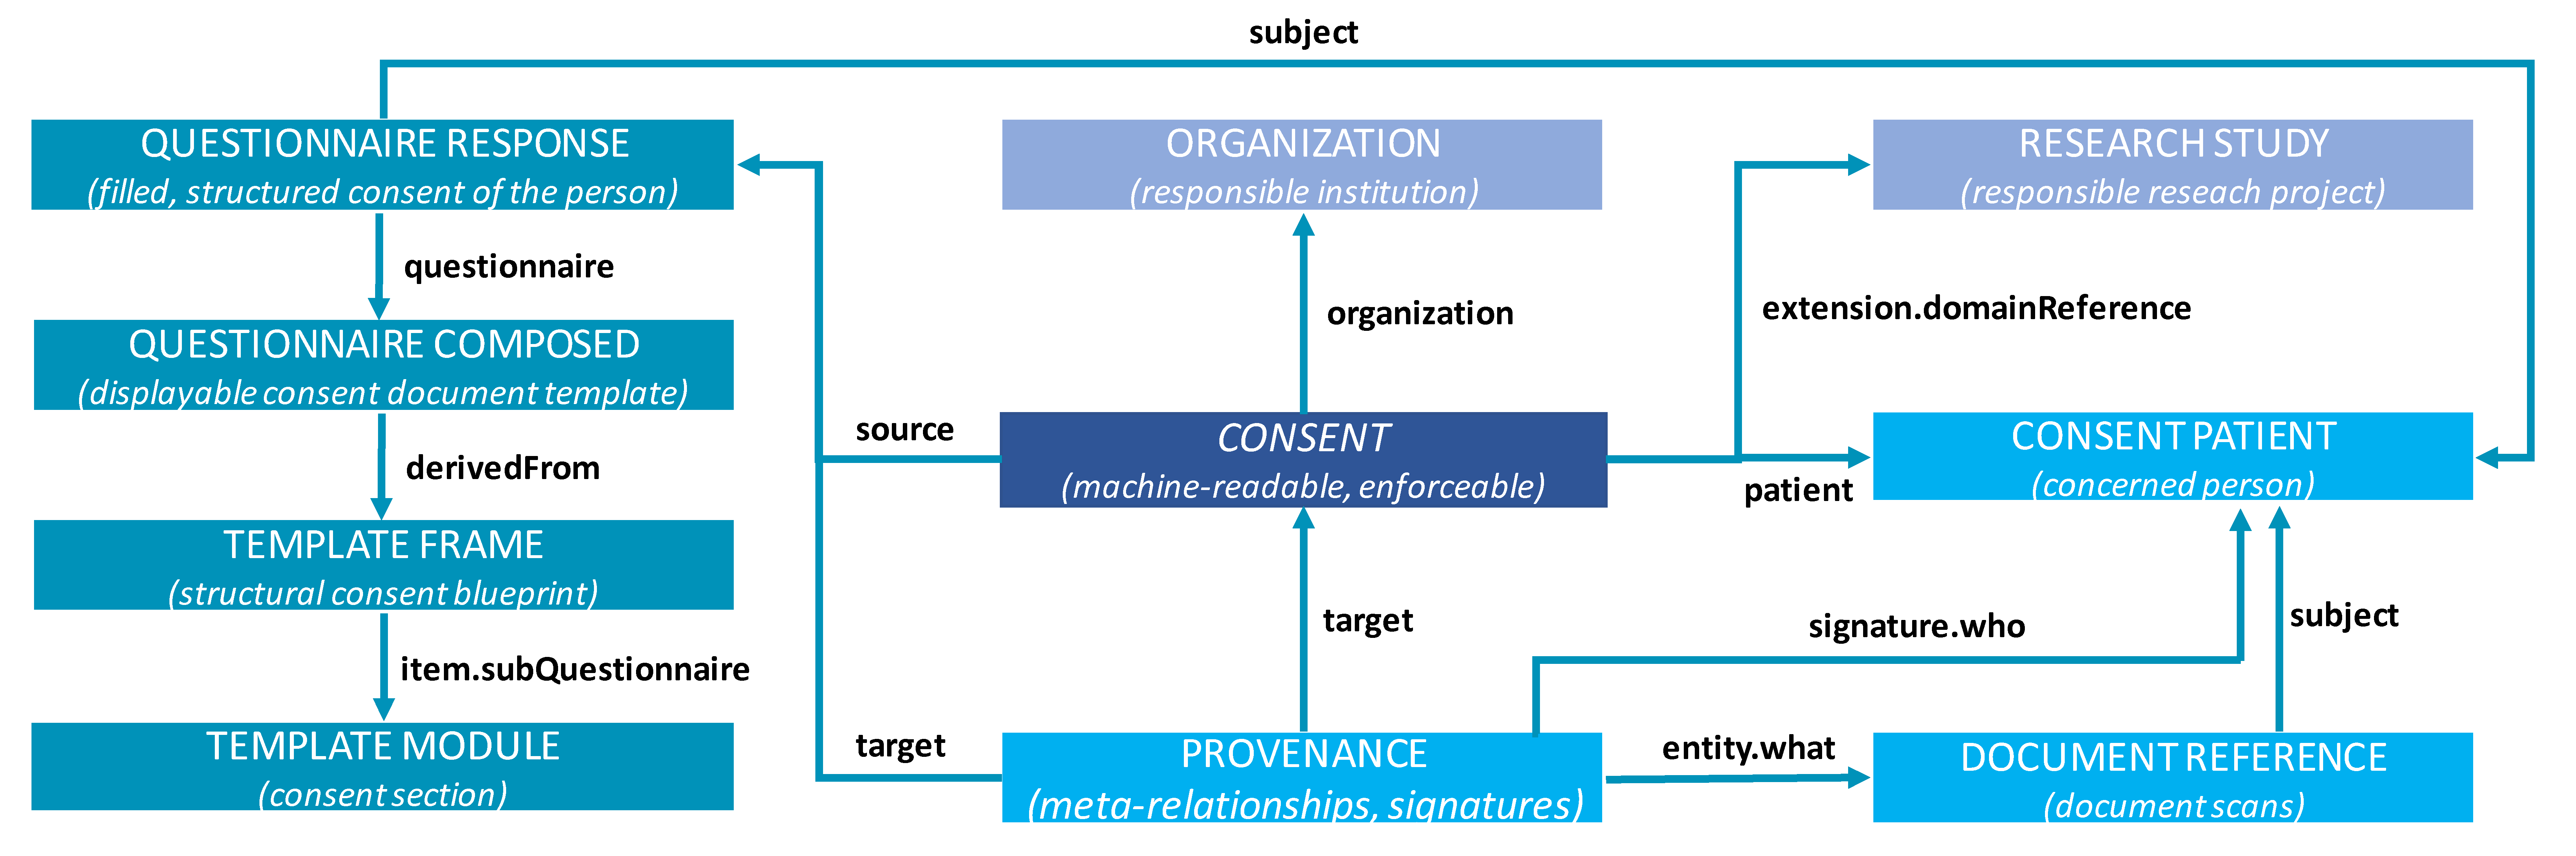 subject
QUESTIONNAIRE RESPONSE
(filled, structured consent of the person)
ORGANIZATION
(responsible institution)
RESEARCH STUDY
(responsible reseach project)
questionnaire
organization
extension.domainReference
QUESTIONNAIRE COMPOSED
(displayable consent document template)
source
CONSENT
(machine-readable, enforceable)
CONSENT PATIENT
(concerned person)
patient
derivedFrom
TEMPLATE FRAME
(structural consent blueprint)
target
signature.who
subject
item.subQuestionnaire
TEMPLATE MODULE
(consent section)
target
PROVENANCE
(meta-relationships, signatures)
entity.what
DOCUMENT REFERENCE
(document scans)